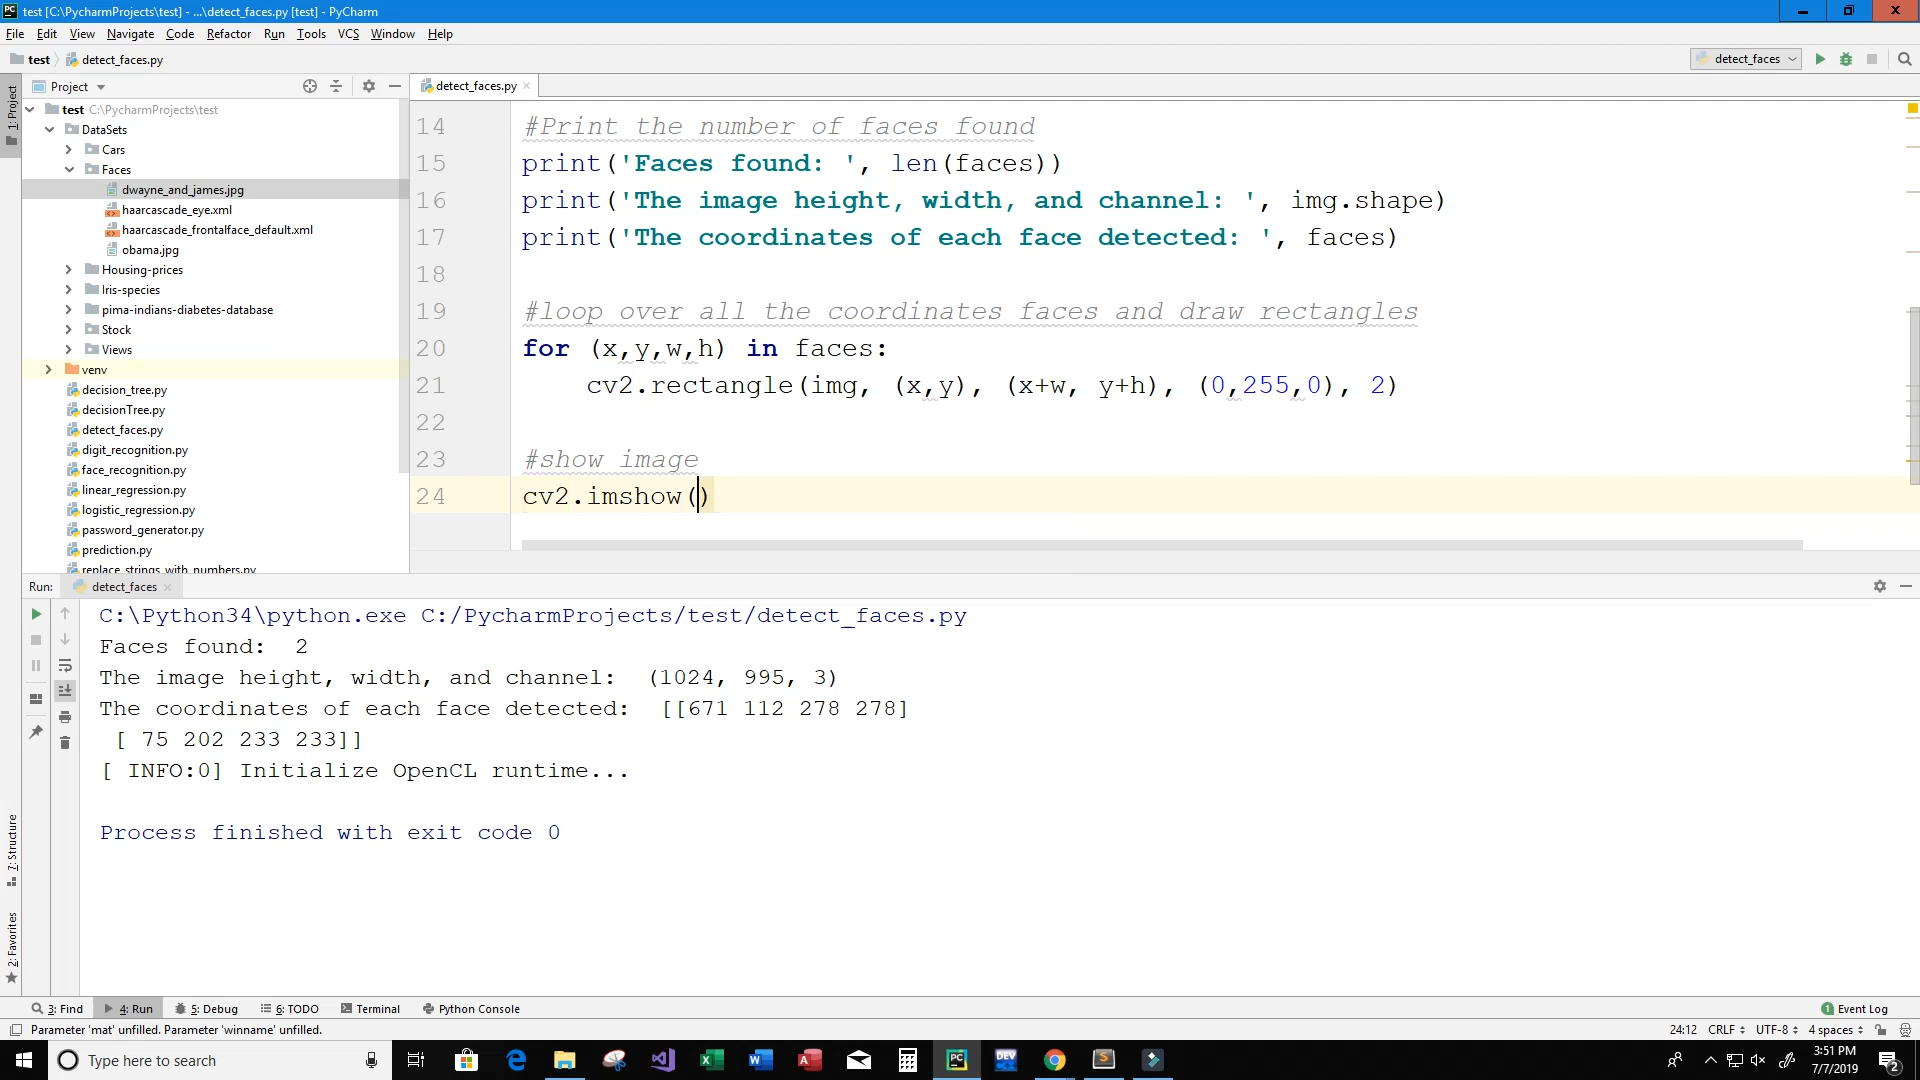 test [C:\PycharmProjects\test] - ...\detect_faces.py [test] - PyCharm
File Edit View Navigate Code Refactor Run Tools VCS Window Help
test detect_faces.py
detect_faces
1: Project
Project
detect_faces.py
test C:\PycharmProjects\test
DataSets
Cars
Faces
dwayne_and_james.jpg
haarcascade_eye.xml
haarcascade_frontalface_default.xml
obama.jpg
Housing-prices
Iris-species
pima-indians-diabetes-database
Stock
Views
venv
decision_tree.py
decisionTree.py
detect_faces.py
digit_recognition.py
face_recognition.py
linear_regression.py
logistic_regression.py
password_generator.py
prediction.py
replace_strings_with_numbers.py
14 #Print the number of faces found
15 print('Faces found: ', len(faces))
16 print('The image height, width, and channel: ', img.shape)
17 print('The coordinates of each face detected: ', faces)
18
19 #loop over all the coordinates faces and draw rectangles
20 for (x,y,w,h) in faces:
21 cv2.rectangle(img, (x,y), (x+w, y+h), (0,255,0), 2)
22
23 #show image
24 cv2.imshow()
Run: detect_faces
C:\Python34\python.exe C:/PycharmProjects/test/detect_faces.py
Faces found:  2
The image height, width, and channel:  (1024, 995, 3)
The coordinates of each face detected:  [[671 112 278 278]
[ 75 202 233 233]]
[ INFO:0] Initialize OpenCL runtime...
Process finished with exit code 0
7: Structure
2: Favorites
3: Find 4: Run 5: Debug 6: TODO Terminal Python Console
1 Event Log
Parameter 'mat' unfilled. Parameter 'winname' unfilled.
24:12 CRLF UTF-8 4 spaces
Type here to search
3:51 PM
7/7/2019
2